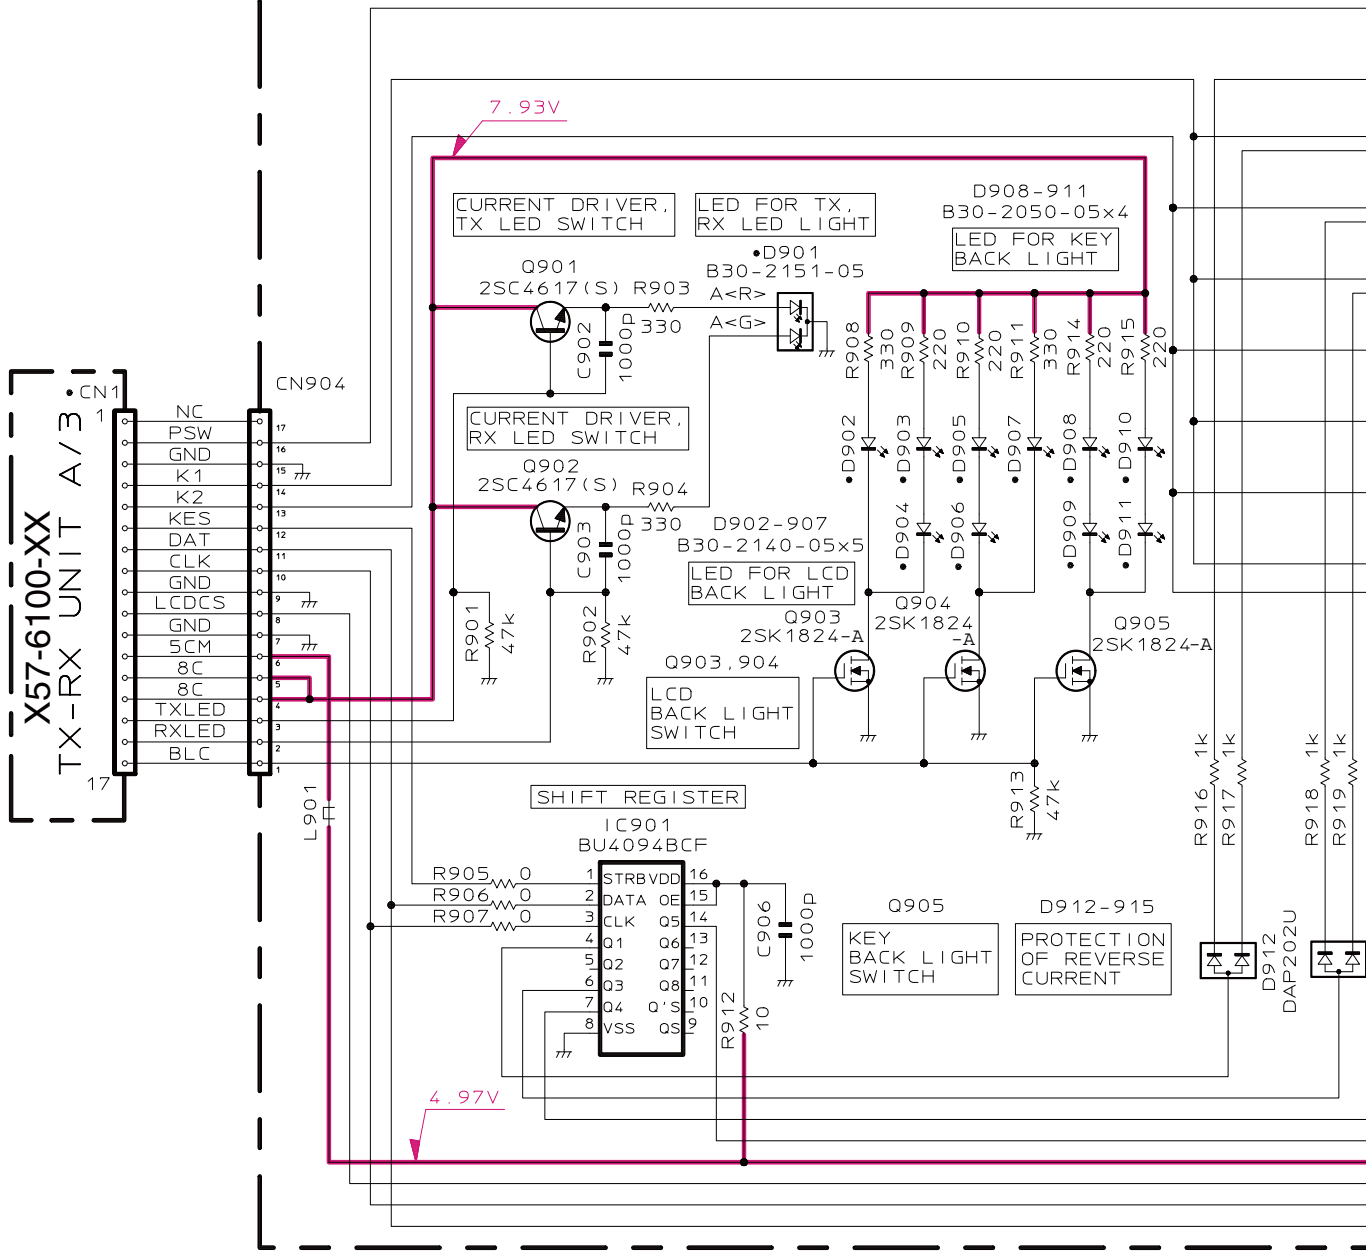 7.93V
CURRENT DRIVER,
TX LED SWITCH
LED FOR TX,
RX LED LIGHT
D908-911
B30-2050-05x4
LED FOR KEY
BACK LIGHT
•D901
B30-2151-05
Q901
2SC4617(S)
R903
330
C902
1000p
A<R>
A<G>
R908
330
R909
220
R910
220
R911
330
R914
220
R915
220
CURRENT DRIVER,
RX LED SWITCH
Q902
2SC4617(S)
R904
330
C903
1000p
•D902
•D903
•D905
•D907
•D908
•D910
•D904
•D906
•D909
•D911
D902-907
B30-2140-05x5
LED FOR LCD
BACK LIGHT
Q903
2SK1824-A
Q904
2SK1824
-A
Q905
2SK1824-A
Q903,904
LCD
BACK LIGHT
SWITCH
R901
47k
R902
47k
R913
47k
X57-6100-XX
TX-RX UNIT A/B
•CN1
1
17
CN904
NC
17
PSW
16
GND
15
K1
14
K2
13
KES
12
DAT
11
CLK
10
GND
9
LCDCS
8
GND
7
5CM
6
8C
5
8C
4
TXLED
3
RXLED
2
BLC
1
L901
SHIFT REGISTER
IC901
BU4094BCF
R905 0
R906 0
R907 0
1 STRB VDD 16
2 DATA OE 15
3 CLK Q5 14
4 Q1 Q6 13
5 Q2 Q7 12
6 Q3 Q8 11
7 Q4 Q'S 10
8 VSS QS 9
C906
1000p
R912
10
Q905
KEY
BACK LIGHT
SWITCH
D912-915
PROTECTION
OF REVERSE
CURRENT
R916
1k
R917
1k
R918
1k
R919
1k
D912
DAP202U
4.97V